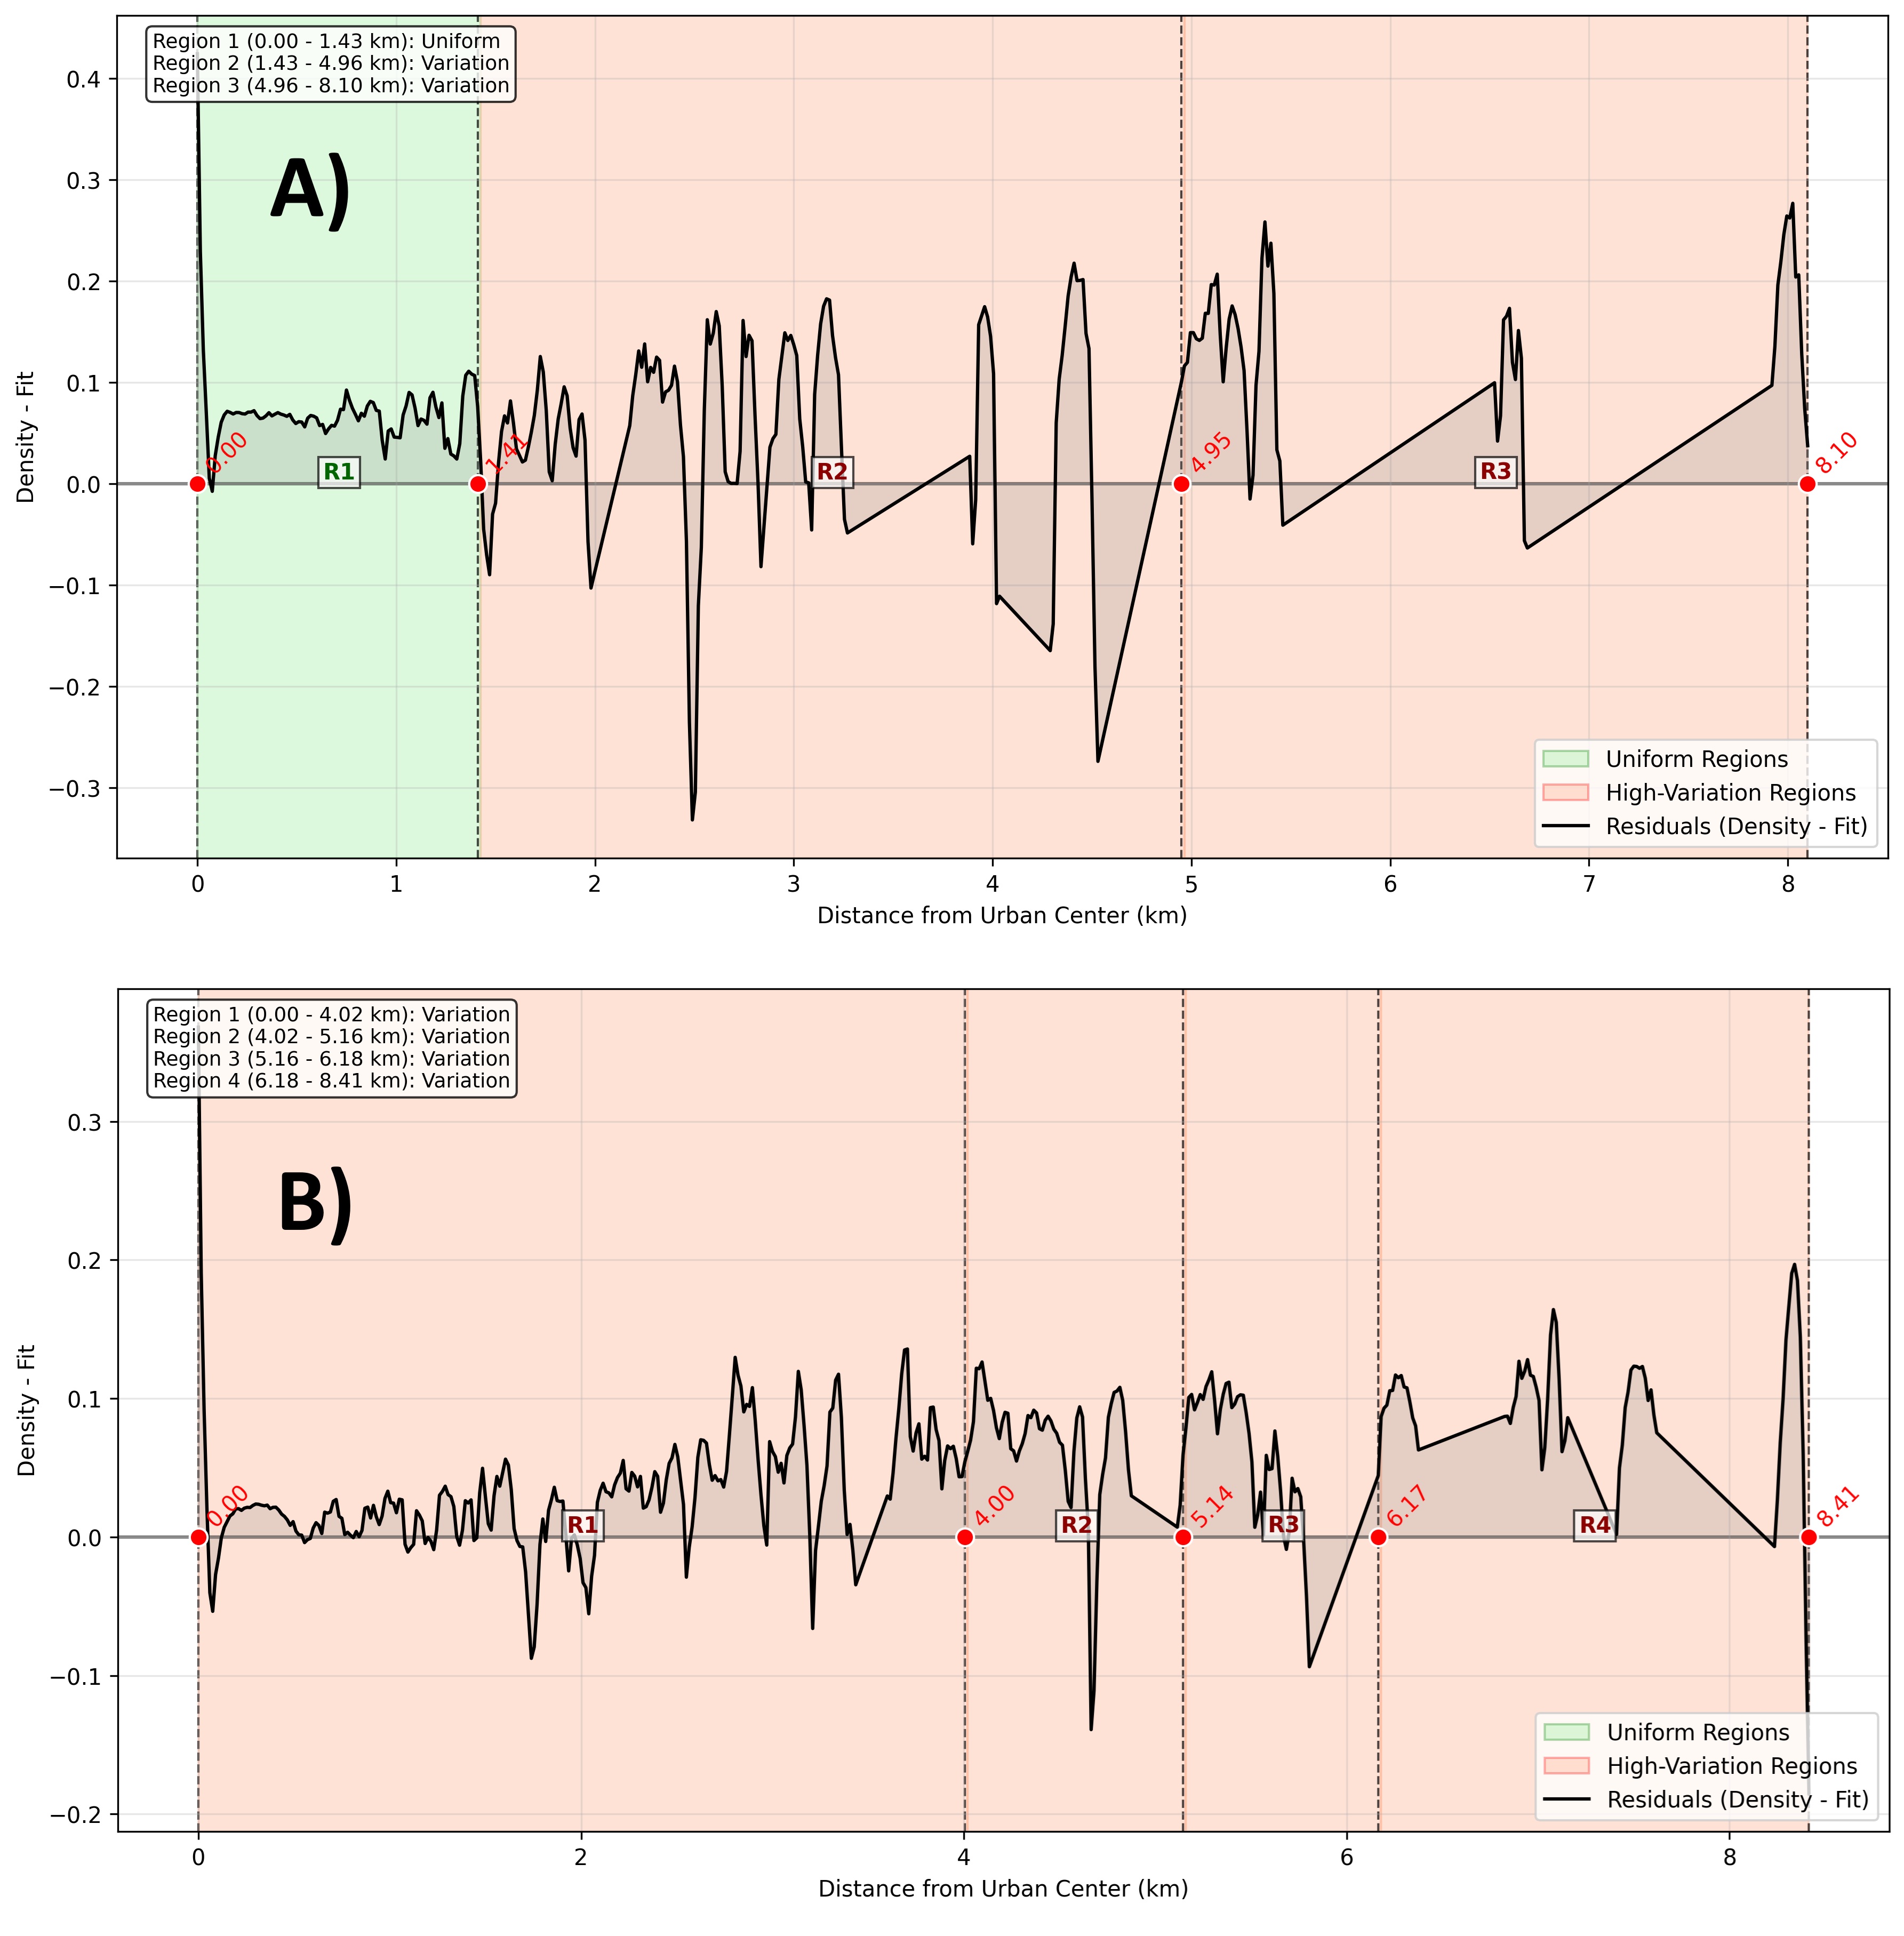 Region 1 (0.00 - 1.43 km): Uniform
Region 2 (1.43 - 4.96 km): Variation
Region 3 (4.96 - 8.10 km): Variation
A)
0.4
0.3
0.2
0.1
0.0
−0.1
−0.2
−0.3
Density - Fit
0.00
1.41
4.95
8.10
R1
R2
R3
Uniform Regions
High-Variation Regions
Residuals (Density - Fit)
0 1 2 3 4 5 6 7 8
Distance from Urban Center (km)
Region 1 (0.00 - 4.02 km): Variation
Region 2 (4.02 - 5.16 km): Variation
Region 3 (5.16 - 6.18 km): Variation
Region 4 (6.18 - 8.41 km): Variation
B)
0.3
0.2
0.1
0.0
−0.1
−0.2
Density - Fit
0.00
4.00
5.14
6.17
8.41
R1
R2
R3
R4
Uniform Regions
High-Variation Regions
Residuals (Density - Fit)
0 2 4 6 8
Distance from Urban Center (km)